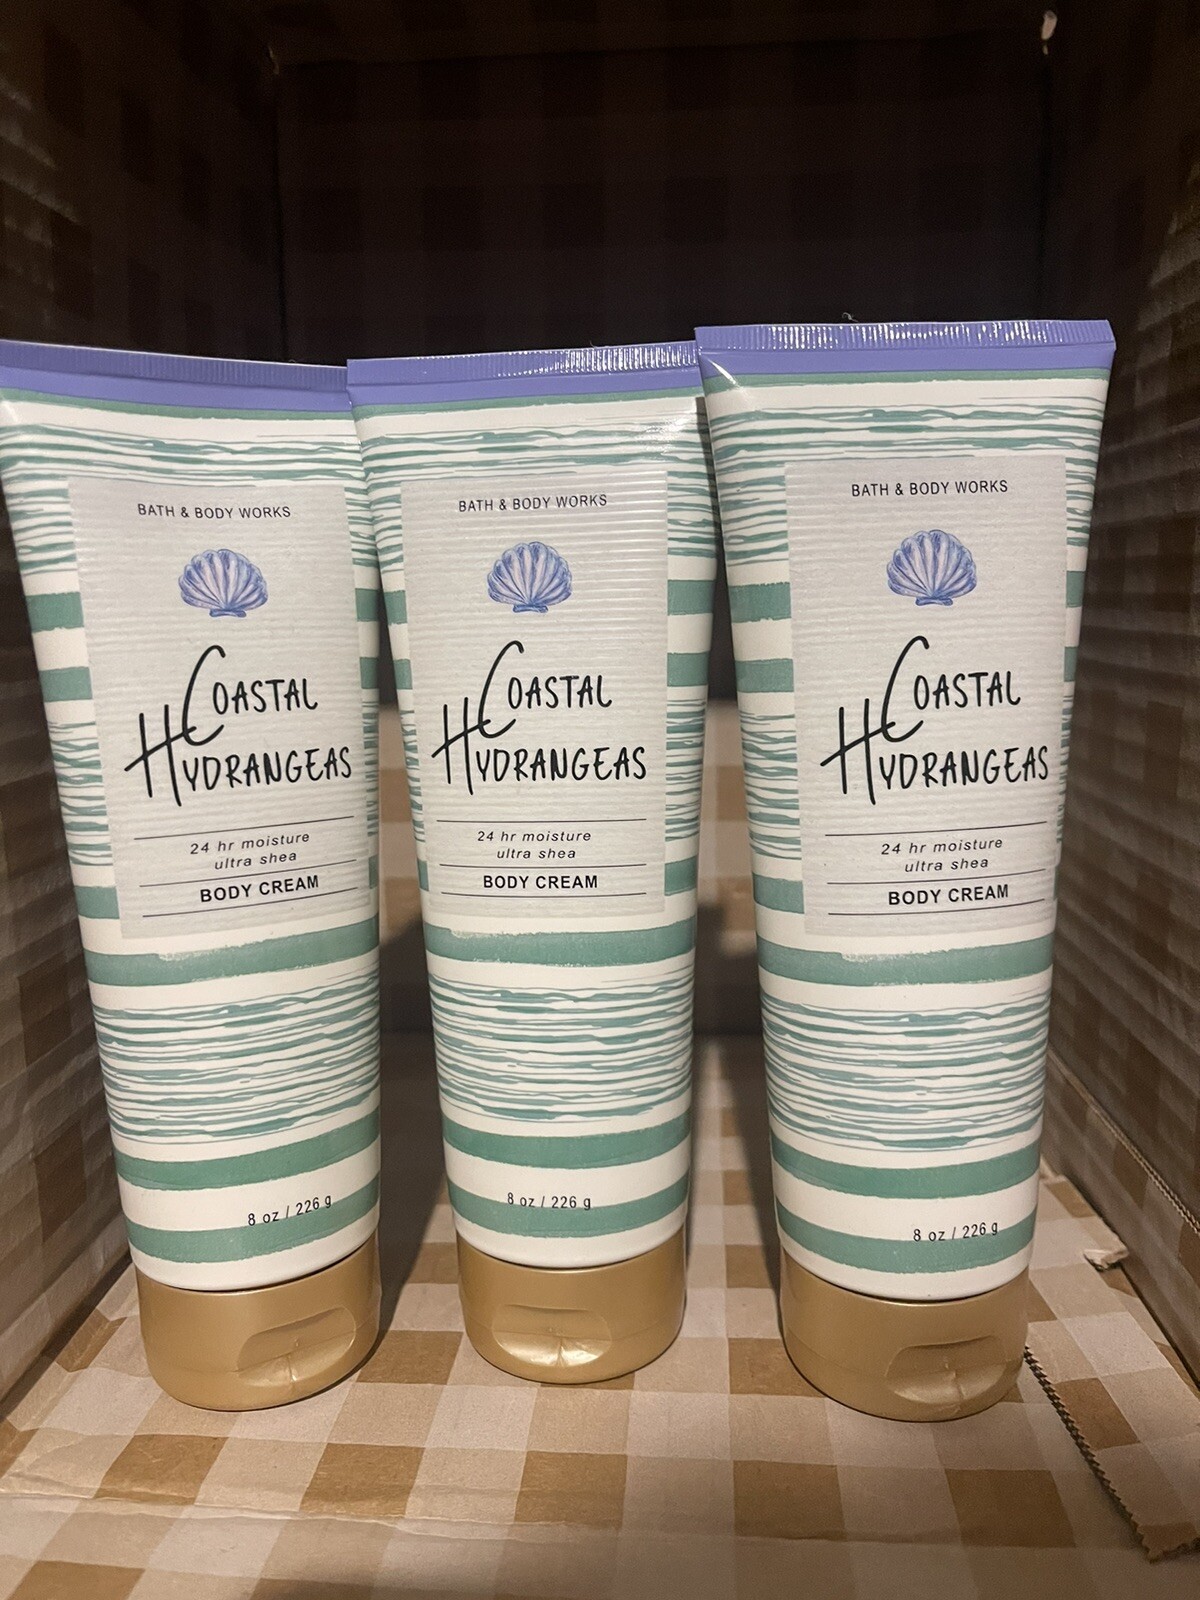 BATH & BODY WORKS
COASTAL
HYDRANGEAS
24 hr moisture
ultra shea
BODY CREAM
8 oz / 226 g
BATH & BODY WORKS
COASTAL
HYDRANGEAS
24 hr moisture
ultra shea
BODY CREAM
8 oz / 226 g
BATH & BODY WORKS
COASTAL
HYDRANGEAS
24 hr moisture
ultra shea
BODY CREAM
8 oz / 226 g